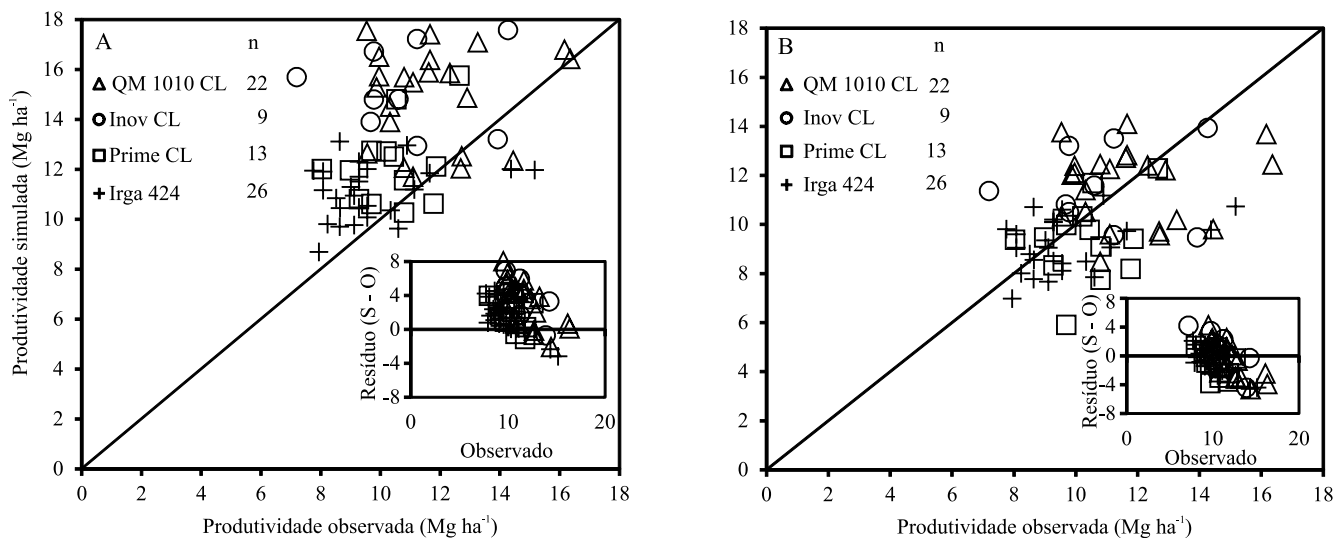 A n
QM 1010 CL 22
Inov CL 9
Prime CL 13
Irga 424 26
Produtividade simulada (Mg ha⁻¹)
18
16
14
12
10
8
6
4
2
0
0 2 4 6 8 10 12 14 16 18
Produtividade observada (Mg ha⁻¹)
Resíduo (S - O)
8
4
0
-4
-8
0 10 20
Observado
B n
QM 1010 CL 22
Inov CL 9
Prime CL 13
Irga 424 26
18
16
14
12
10
8
6
4
2
0
0 2 4 6 8 10 12 14 16 18
Produtividade observada (Mg ha⁻¹)
Resíduo (S - O)
8
4
0
-4
-8
0 10 20
Observado